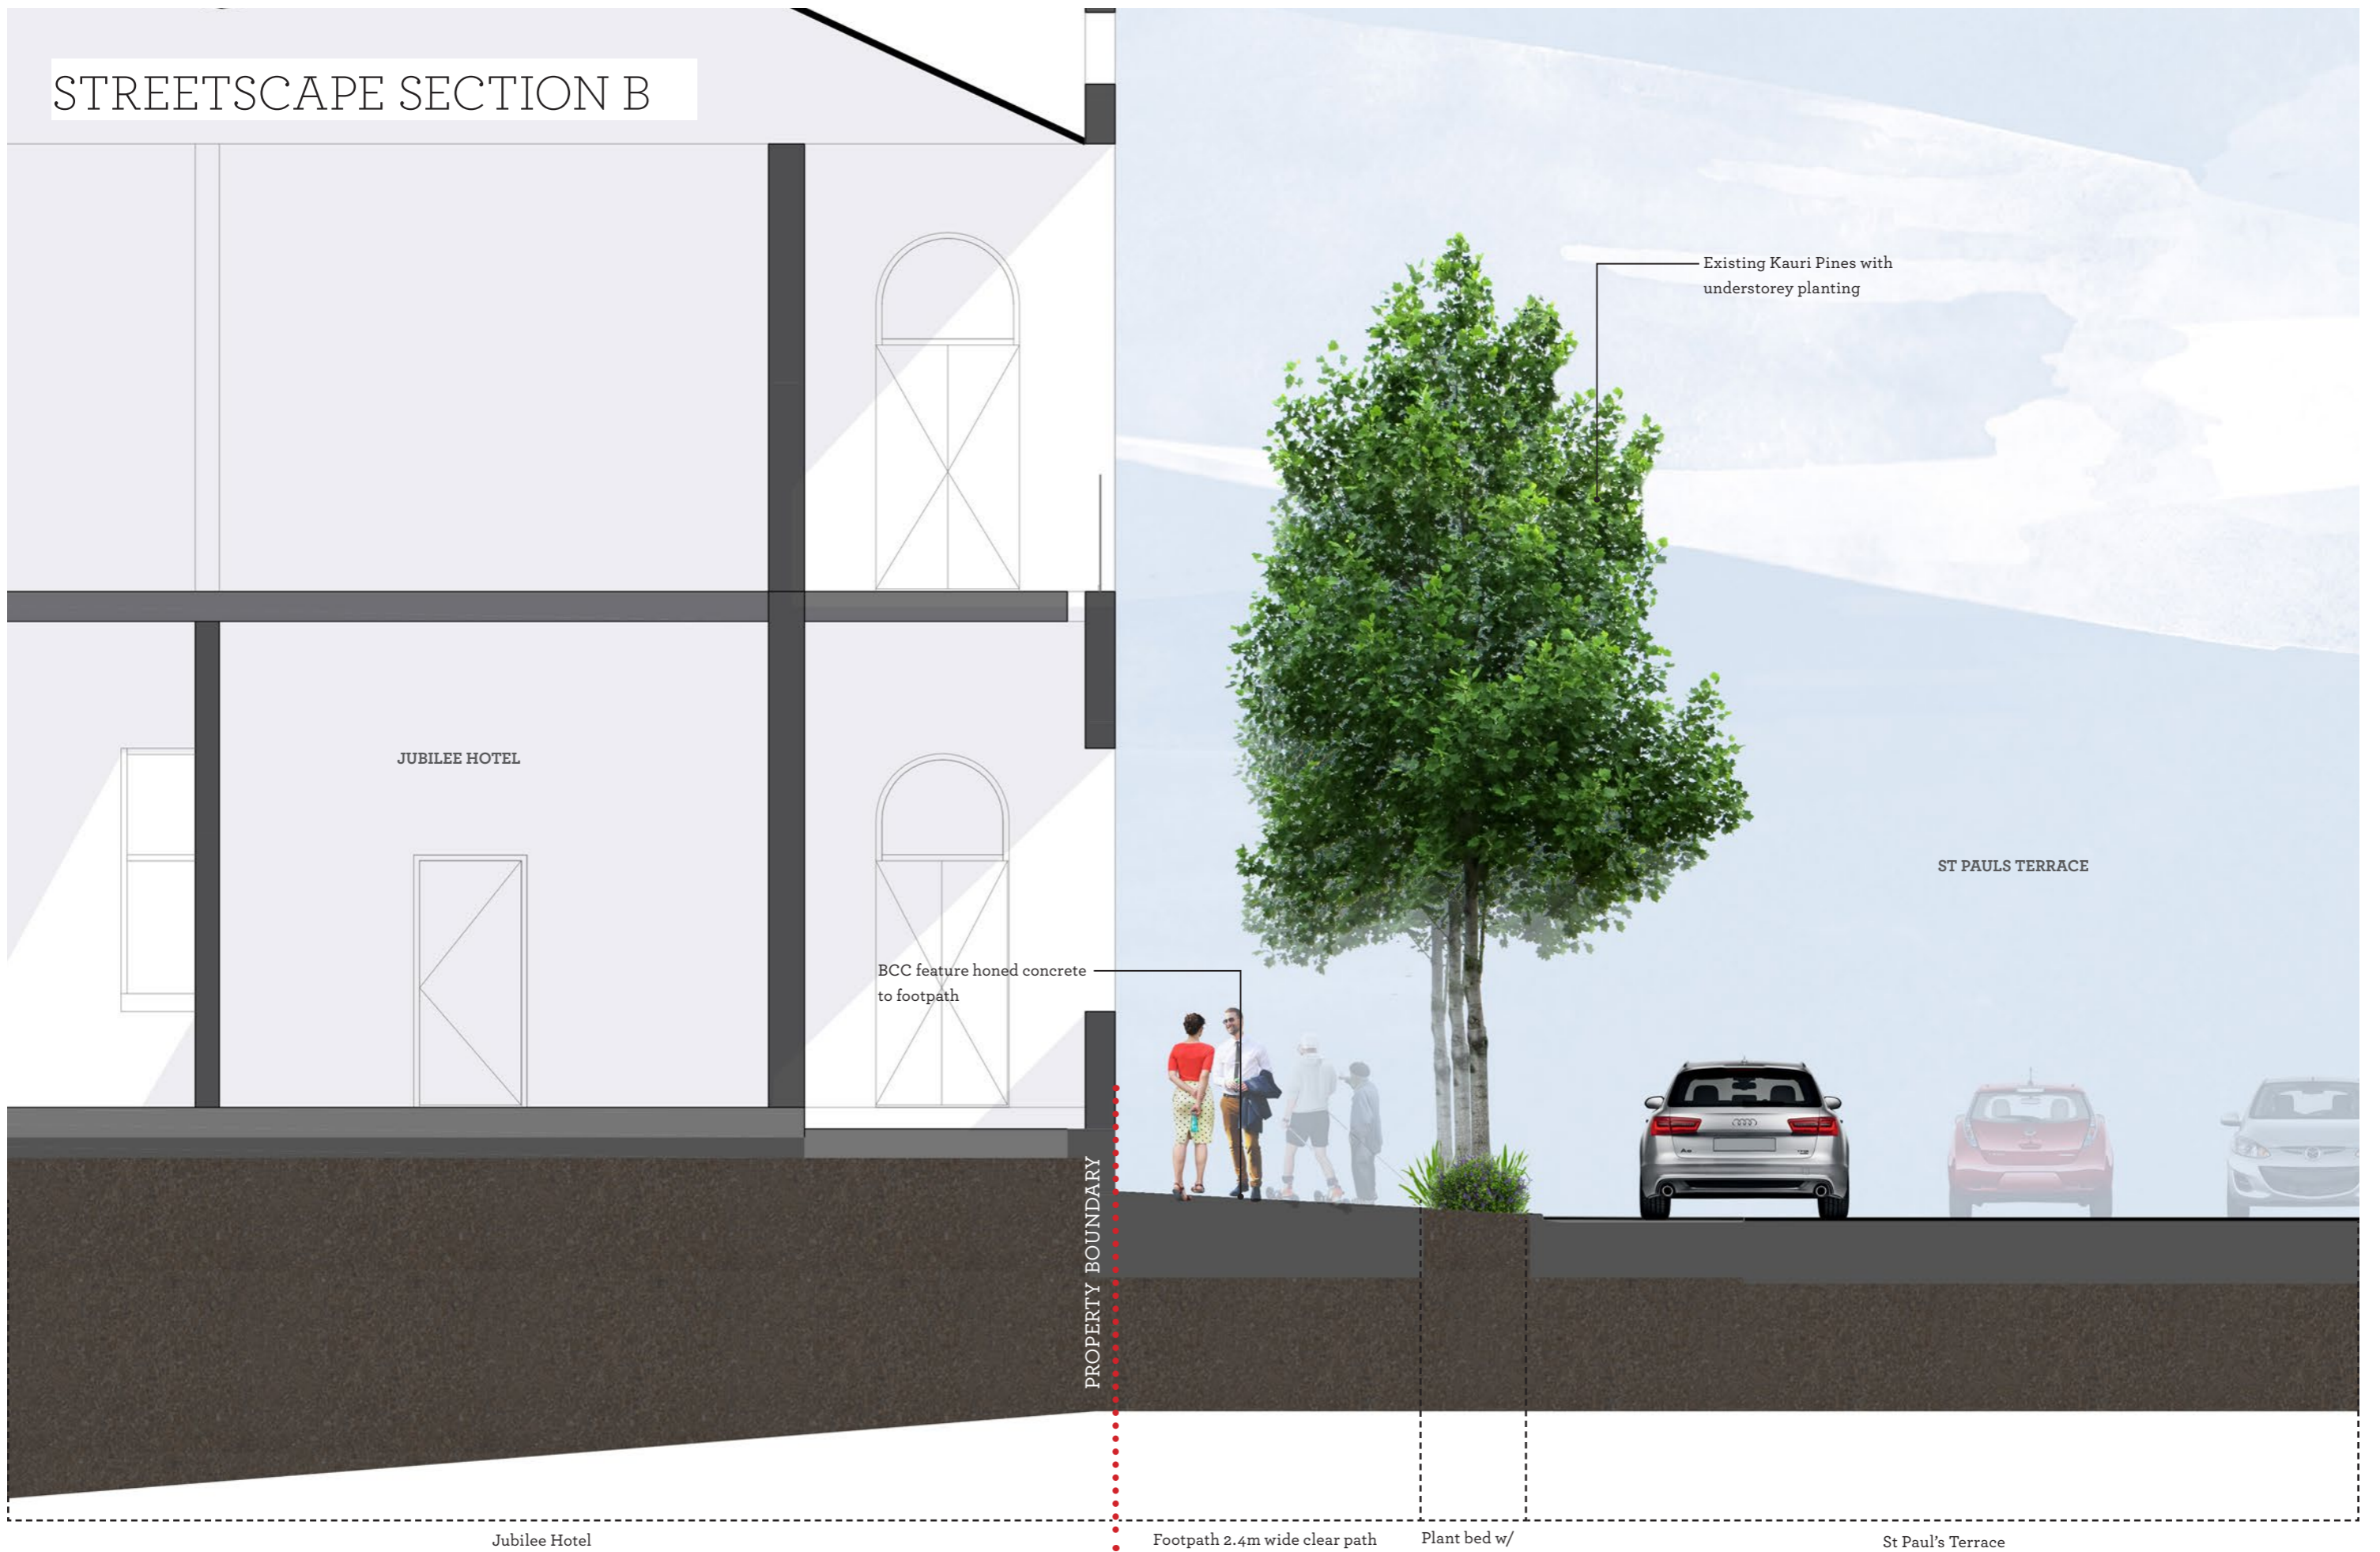 STREETSCAPE SECTION B
Existing Kauri Pines with
understorey planting
JUBILEE HOTEL
ST PAULS TERRACE
BCC feature honed concrete
to footpath
PROPERTY BOUNDARY
Jubilee Hotel
Footpath 2.4m wide clear path
Plant bed w/
St Paul's Terrace